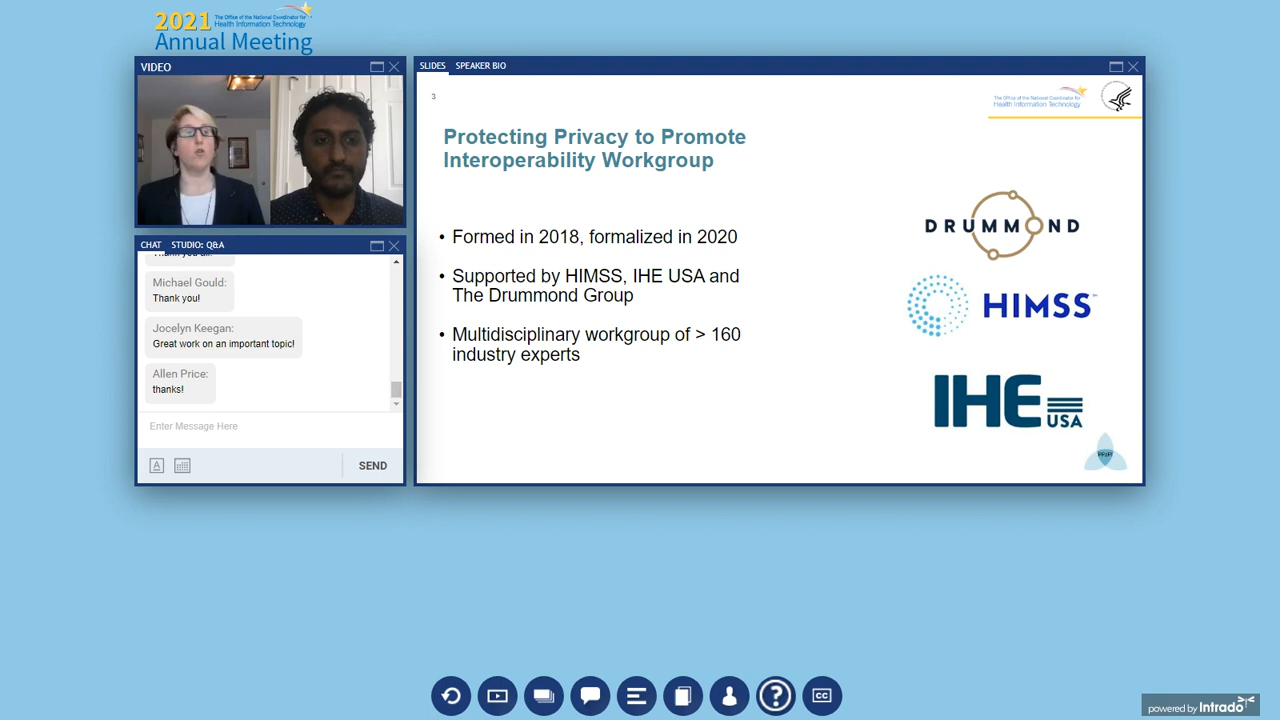 2021 The Office of the National Coordinator for
Health Information Technology
Annual Meeting
VIDEO
SLIDES SPEAKER BIO
3
The Office of the National Coordinator for
Health Information Technology
Protecting Privacy to Promote
Interoperability Workgroup
• Formed in 2018, formalized in 2020
• Supported by HIMSS, IHE USA and
The Drummond Group
• Multidisciplinary workgroup of > 160
industry experts
DRUMMOND
HIMSS
IHE
USA
PP2PI
CHAT STUDIO: Q&A
Thank you all!
Michael Gould:
Thank you!
Jocelyn Keegan:
Great work on an important topic!
Allen Price:
thanks!
Enter Message Here
A
SEND
?
CC
powered by Intrado